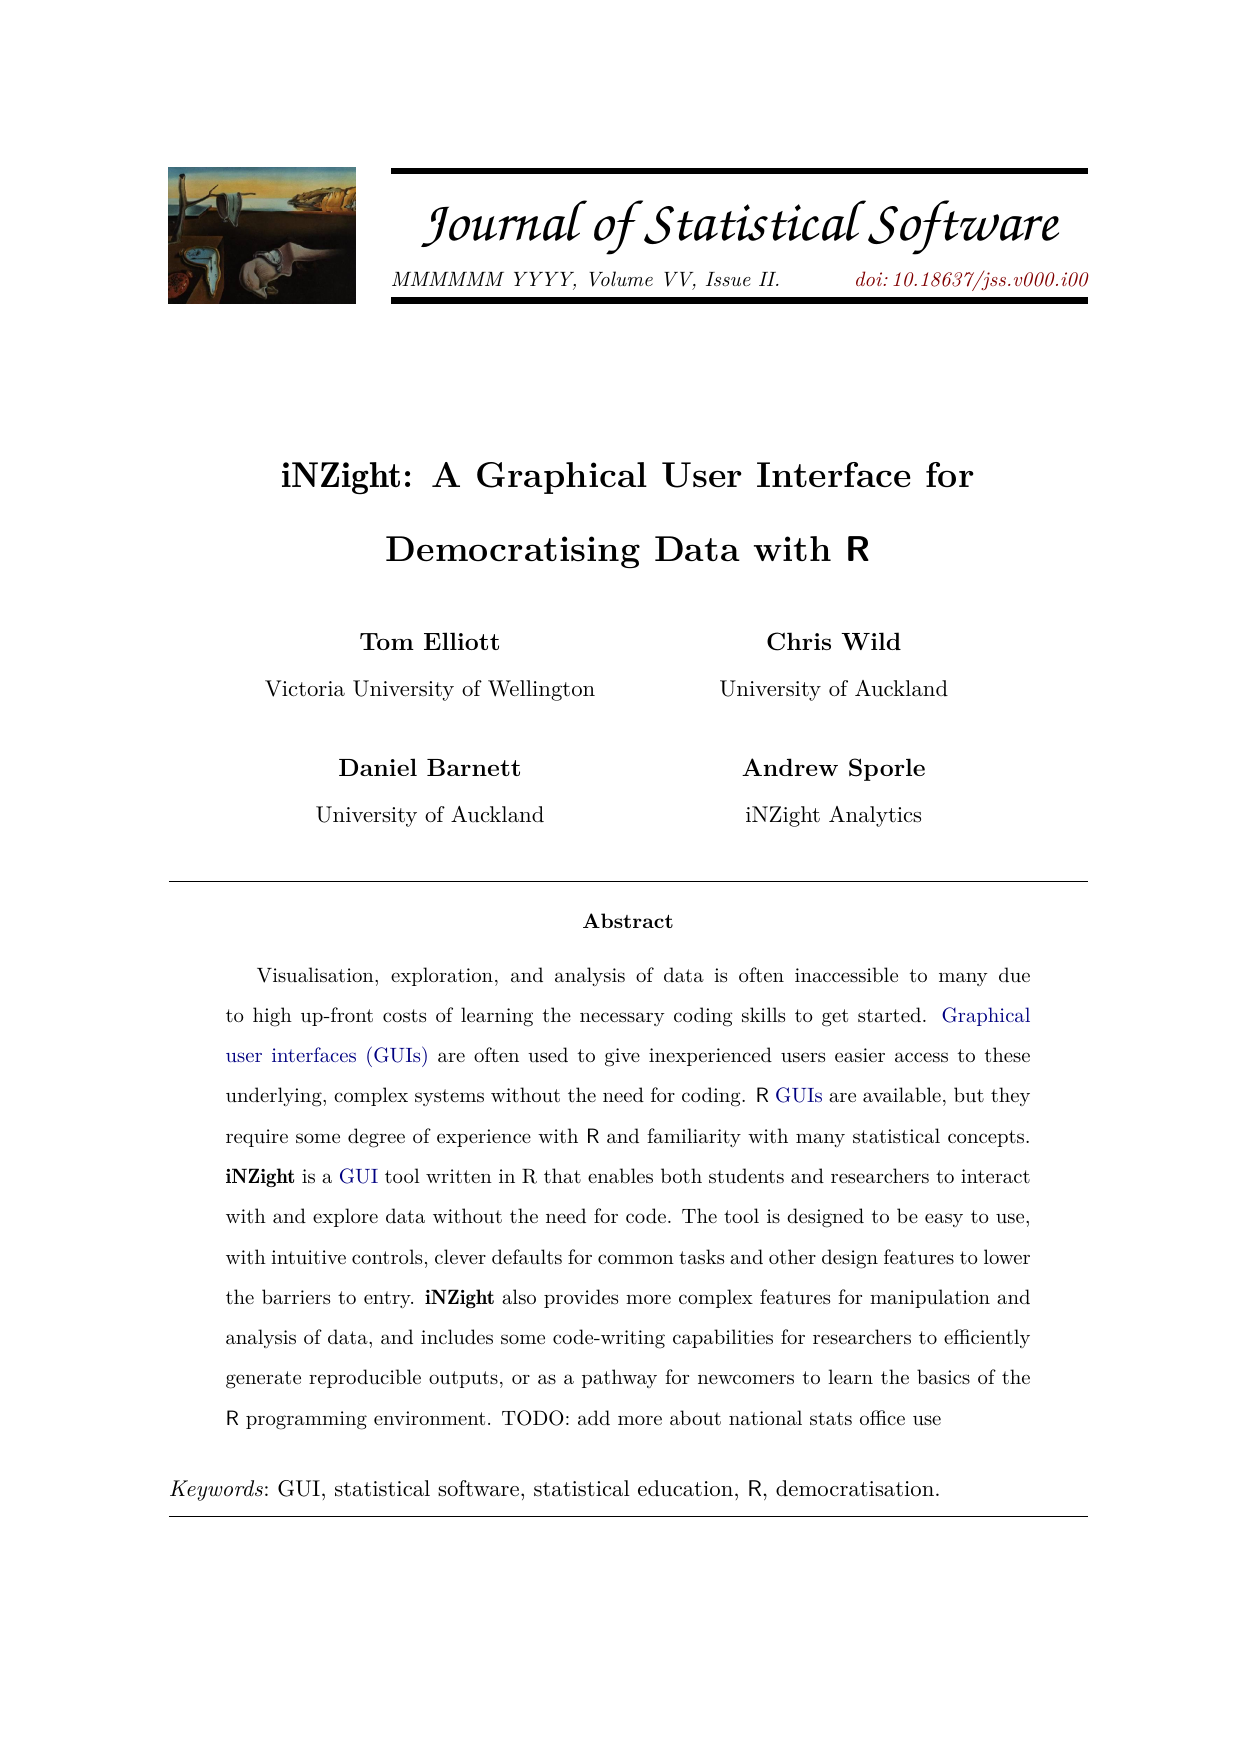 Journal of Statistical Software
MMMMMM YYYY, Volume VV, Issue II.
doi: 10.18637/jss.v000.i00
iNZight: A Graphical User Interface for
Democratising Data with R
Tom Elliott
Victoria University of Wellington
Chris Wild
University of Auckland
Daniel Barnett
University of Auckland
Andrew Sporle
iNZight Analytics
Abstract
Visualisation, exploration, and analysis of data is often inaccessible to many due
to high up-front costs of learning the necessary coding skills to get started. Graphical
user interfaces (GUIs) are often used to give inexperienced users easier access to these
underlying, complex systems without the need for coding. R GUIs are available, but they
require some degree of experience with R and familiarity with many statistical concepts.
iNZight is a GUI tool written in R that enables both students and researchers to interact
with and explore data without the need for code. The tool is designed to be easy to use,
with intuitive controls, clever defaults for common tasks and other design features to lower
the barriers to entry. iNZight also provides more complex features for manipulation and
analysis of data, and includes some code-writing capabilities for researchers to efficiently
generate reproducible outputs, or as a pathway for newcomers to learn the basics of the
R programming environment. TODO: add more about national stats office use
Keywords: GUI, statistical software, statistical education, R, democratisation.